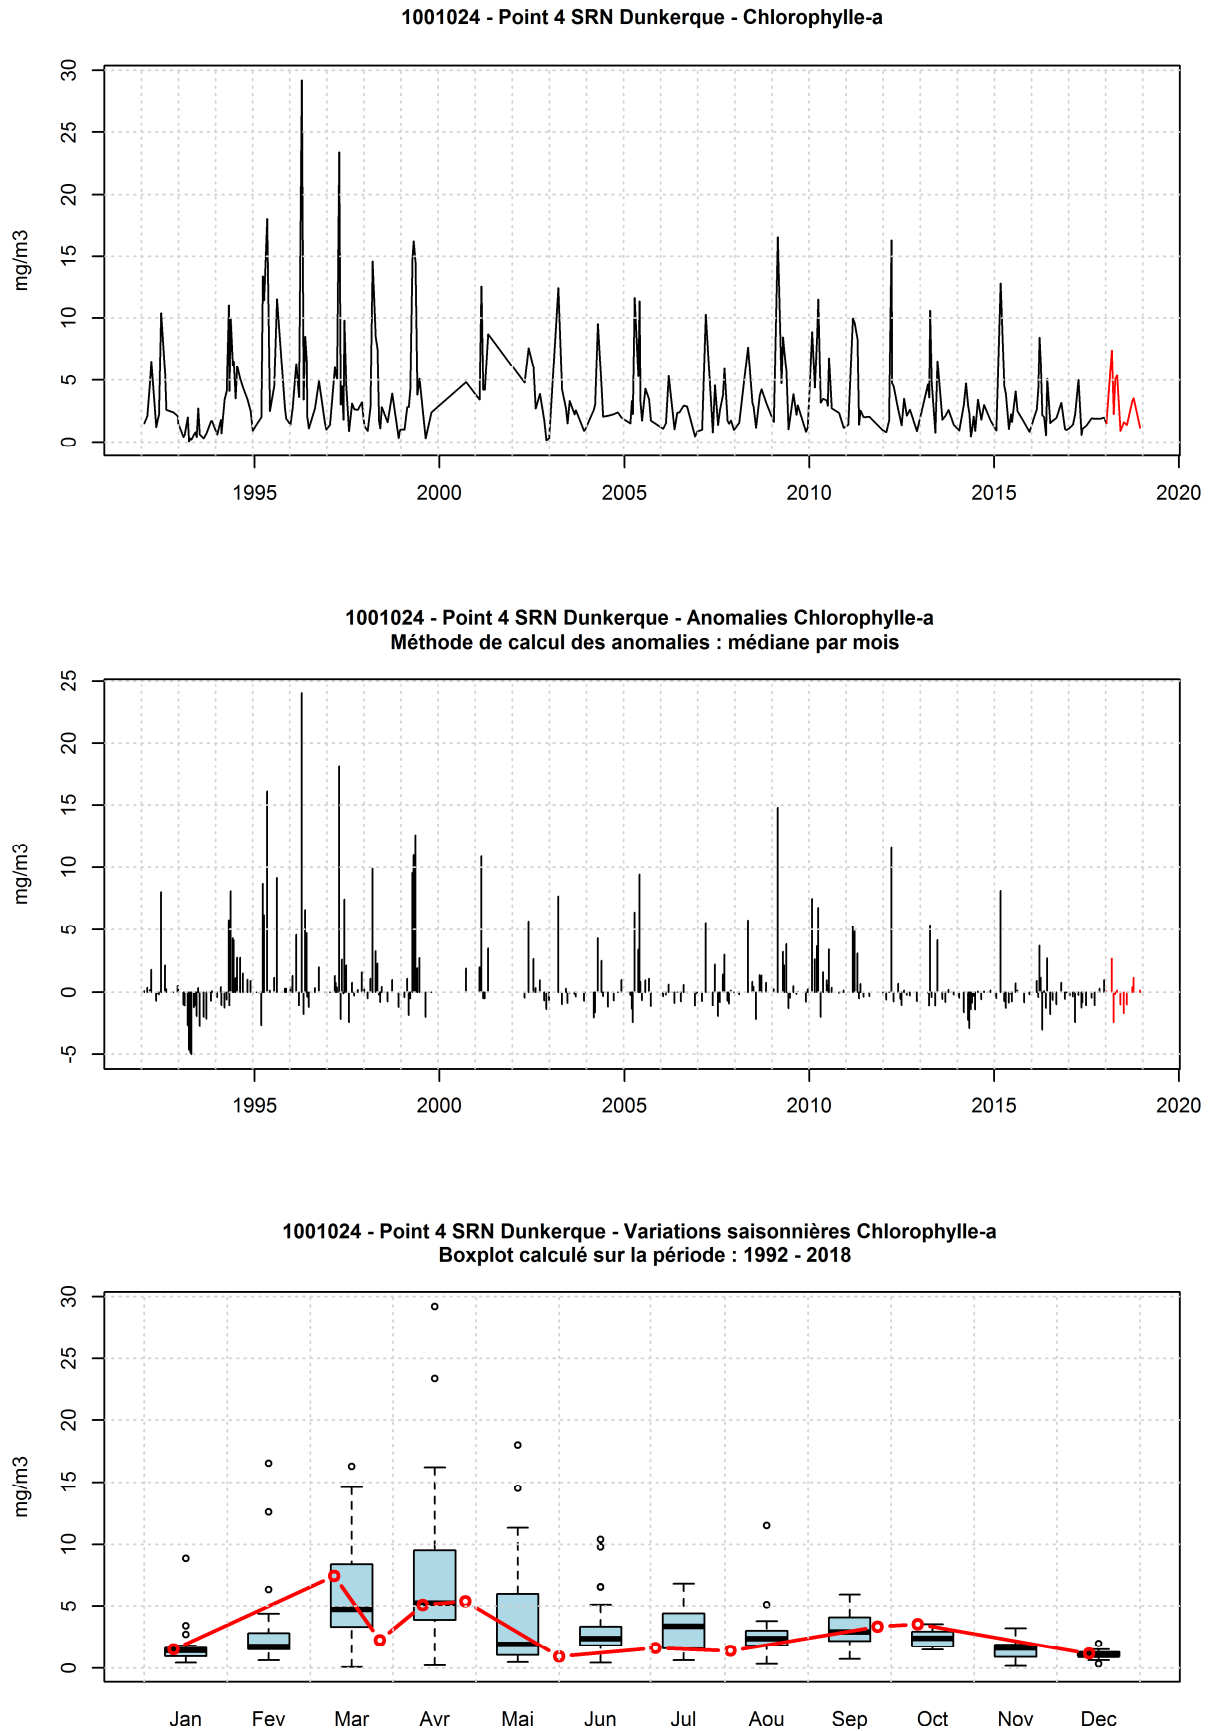 1001024 - Point 4 SRN Dunkerque - Chlorophylle-a
30
25
20
15
10
5
0
mg/m3
1995 2000 2005 2010 2015 2020
1001024 - Point 4 SRN Dunkerque - Anomalies Chlorophylle-a
Méthode de calcul des anomalies : médiane par mois
25
20
15
10
5
0
-5
mg/m3
1995 2000 2005 2010 2015 2020
1001024 - Point 4 SRN Dunkerque - Variations saisonnières Chlorophylle-a
Boxplot calculé sur la période : 1992 - 2018
30
25
20
15
10
5
0
mg/m3
Jan Fev Mar Avr Mai Jun Jul Aou Sep Oct Nov Dec